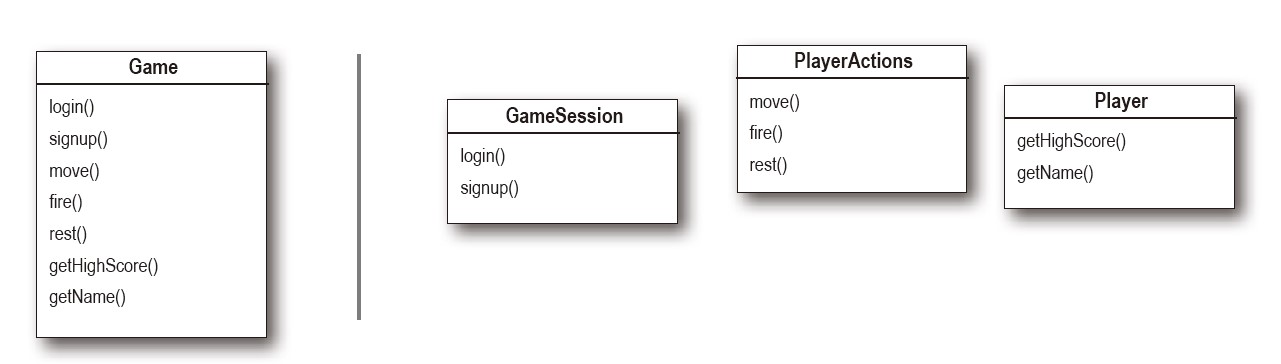 Game
login()
signup()
move()
fire()
rest()
getHighScore()
getName()
GameSession
login()
signup()
PlayerActions
move()
fire()
rest()
Player
getHighScore()
getName()